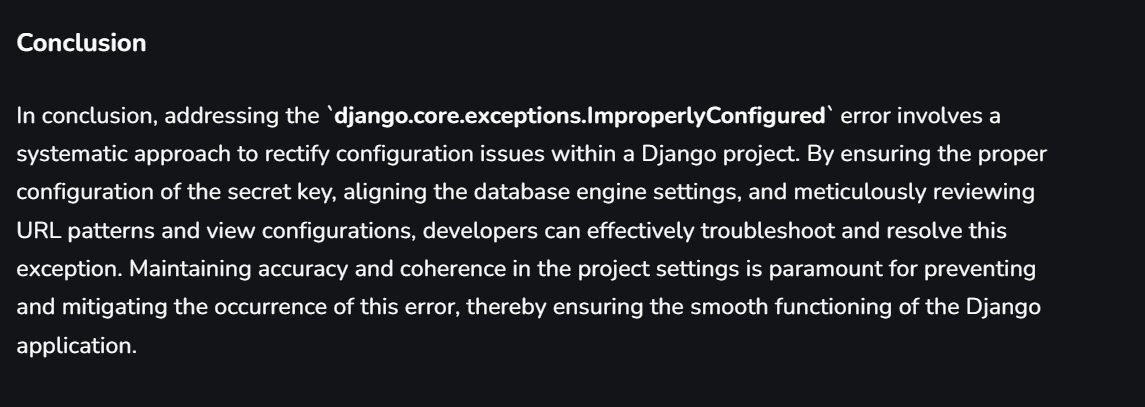 Conclusion
In conclusion, addressing the `django.core.exceptions.ImproperlyConfigured` error involves a
systematic approach to rectify configuration issues within a Django project. By ensuring the proper
configuration of the secret key, aligning the database engine settings, and meticulously reviewing
URL patterns and view configurations, developers can effectively troubleshoot and resolve this
exception. Maintaining accuracy and coherence in the project settings is paramount for preventing
and mitigating the occurrence of this error, thereby ensuring the smooth functioning of the Django
application.